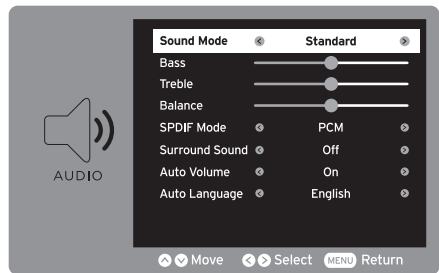 Sound Mode Standard
Bass
Treble
Balance
SPDIF Mode PCM
Surround Sound Off
Auto Volume On
Auto Language English
AUDIO
Move Select MENU Return